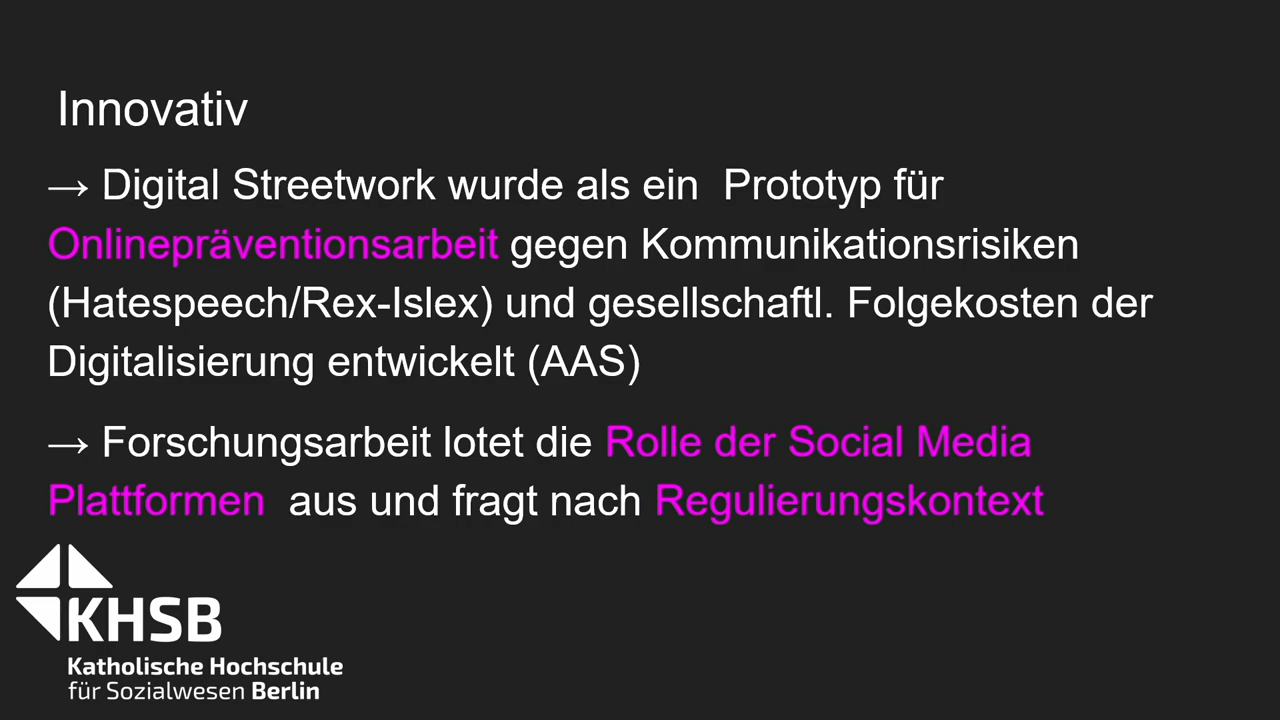 Innovativ
→ Digital Streetwork wurde als ein  Prototyp für
Onlinepräventionsarbeit gegen Kommunikationsrisiken
(Hatespeech/Rex-Islex) und gesellschaftl. Folgekosten der
Digitalisierung entwickelt (AAS)
→ Forschungsarbeit lotet die Rolle der Social Media
Plattformen  aus und fragt nach Regulierungskontext
KHSB
Katholische Hochschule
für Sozialwesen Berlin